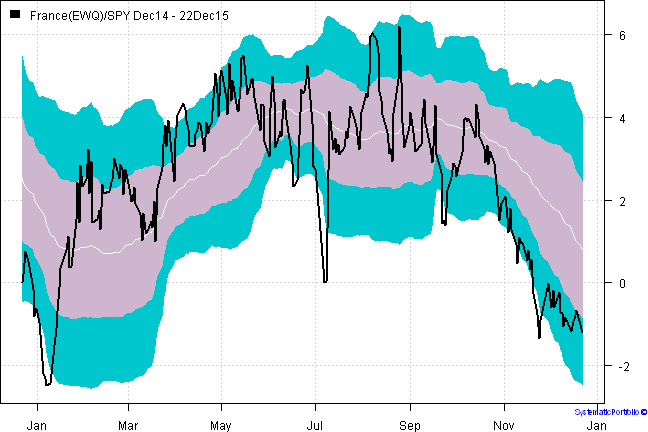 France(EWQ)/SPY Dec14 - 22Dec15
6
4
2
0
-2
Jan Mar May Jul Sep Nov Jan
SystematicPortfolio ©